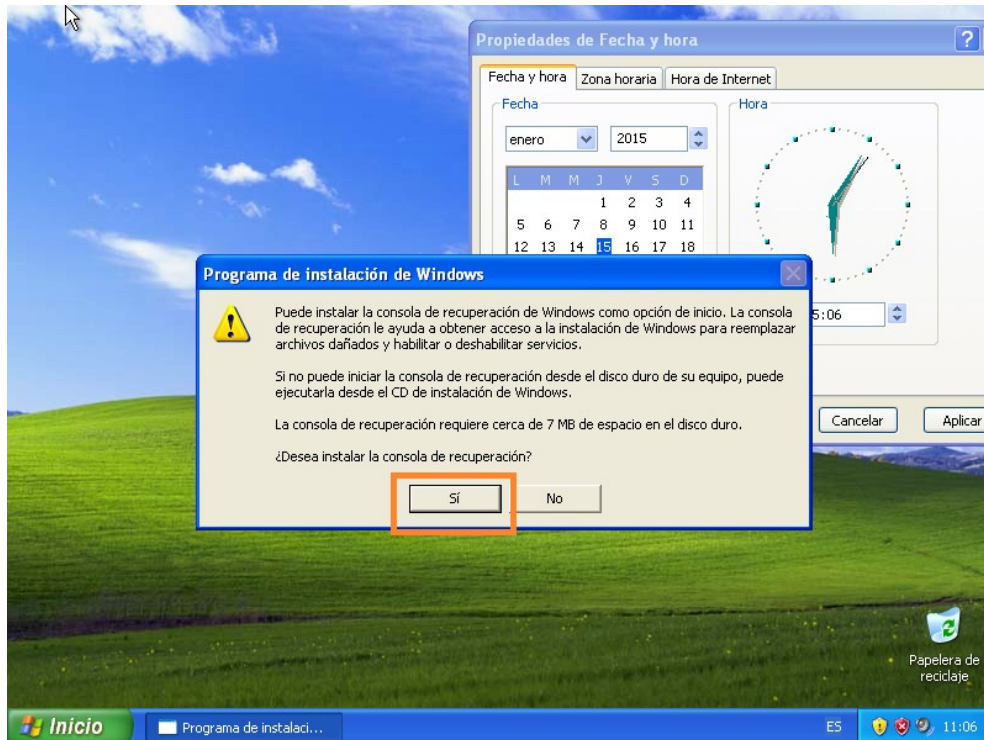 Propiedades de Fecha y hora
?
Fecha y hora Zona horaria Hora de Internet
Fecha
enero 2015
L M M J V S D
1 2 3 4
5 6 7 8 9 10 11
12 13 14 15 16 17 18
Hora
5:06
Cancelar Aplicar
Programa de instalación de Windows
Puede instalar la consola de recuperación de Windows como opción de inicio. La consola
de recuperación le ayuda a obtener acceso a la instalación de Windows para reemplazar
archivos dañados y habilitar o deshabilitar servicios.
Si no puede iniciar la consola de recuperación desde el disco duro de su equipo, puede
ejecutarla desde el CD de instalación de Windows.
La consola de recuperación requiere cerca de 7 MB de espacio en el disco duro.
¿Desea instalar la consola de recuperación?
Sí No
Papelera de
reciclaje
Inicio Programa de instalaci... ES 11:06